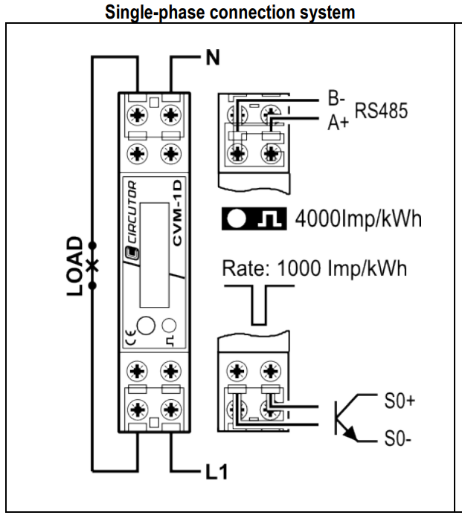 Single-phase connection system
N
B-
A+
RS485
LOAD
CIRCUTOR
CVM-1D
CE
4000Imp/kWh
Rate: 1000 Imp/kWh
S0+
S0-
L1